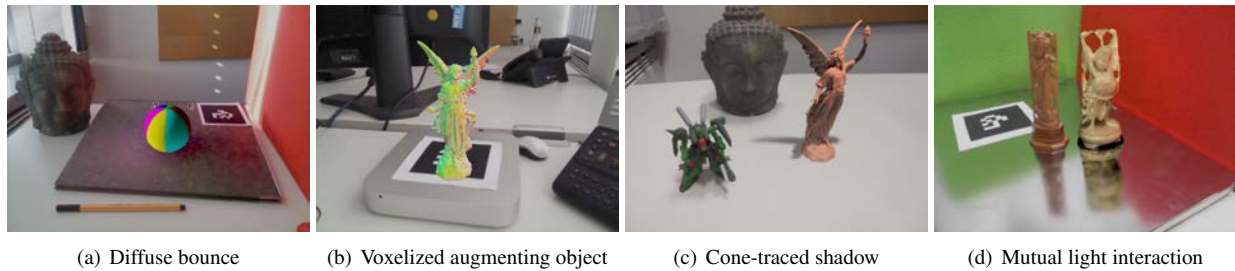 (a) Diffuse bounce
(b) Voxelized augmenting object
(c) Cone-traced shadow
(d) Mutual light interaction